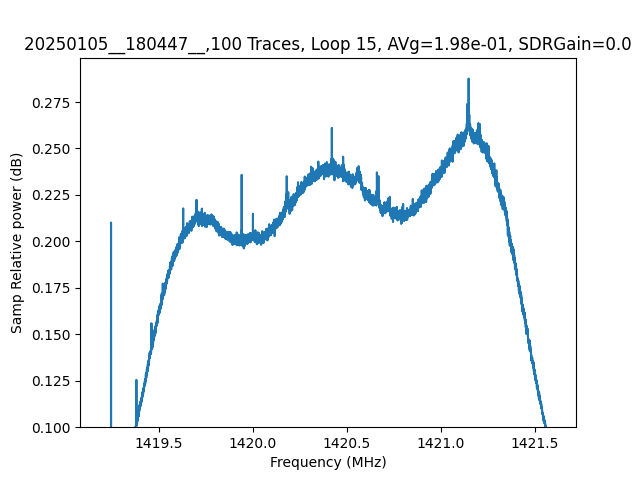 20250105__180447__,100 Traces, Loop 15, AVg=1.98e-01, SDRGain=0.0
0.275
0.250
0.225
0.200
0.175
0.150
0.125
0.100
Samp Relative power (dB)
1419.5 1420.0 1420.5 1421.0 1421.5
Frequency (MHz)